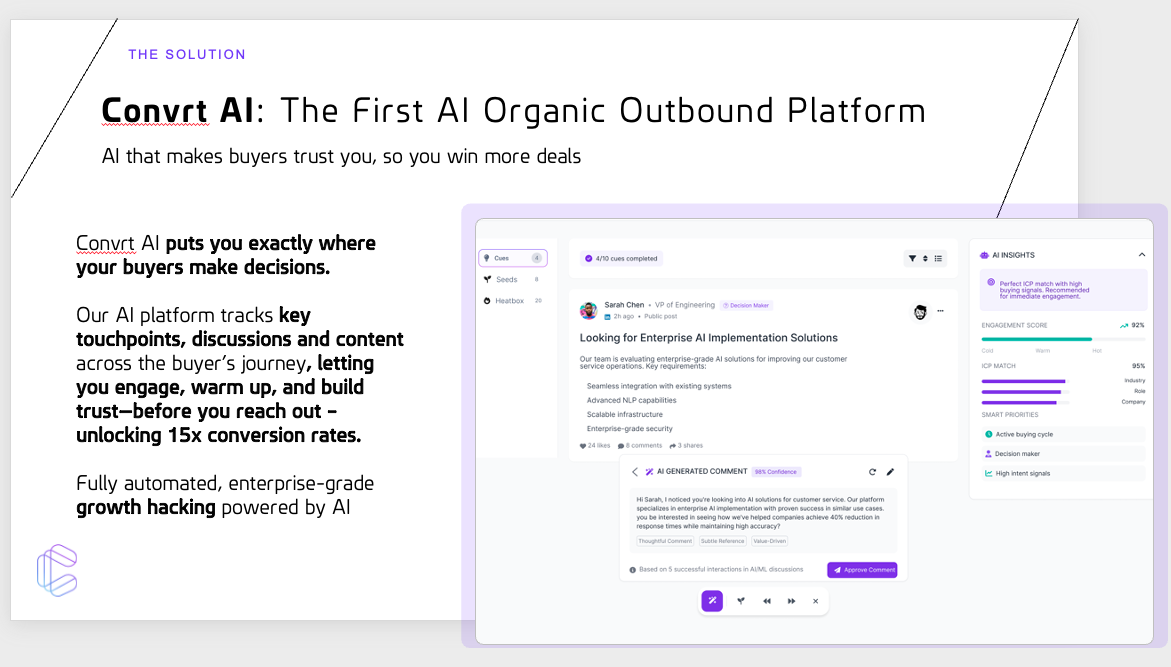 THE SOLUTION
Convrt AI: The First AI Organic Outbound Platform
AI that makes buyers trust you, so you win more deals
Convrt AI puts you exactly where
your buyers make decisions.
Our AI platform tracks key
touchpoints, discussions and content
across the buyer's journey, letting
you engage, warm up, and build
trust—before you reach out –
unlocking 15x conversion rates.
Fully automated, enterprise-grade
growth hacking powered by AI
Cues 4
Seeds 8
Heatbox 20
4/10 cues completed
Sarah Chen • VP of Engineering Decision Maker
2h ago • Public post
Looking for Enterprise AI Implementation Solutions
Our team is evaluating enterprise-grade AI solutions for improving our customer
service operations. Key requirements:
Seamless integration with existing systems
Advanced NLP capabilities
Scalable infrastructure
Enterprise-grade security
24 likes 8 comments 3 shares
AI GENERATED COMMENT 98% Confidence
Hi Sarah, I noticed you're looking into AI solutions for customer service. Our platform
specializes in enterprise AI implementation with proven success in similar use cases.
you be interested in seeing how we've helped companies achieve 40% reduction in
response times while maintaining high accuracy?
Thoughtful Comment Subtle Reference Value-Driven
Based on 5 successful interactions in AI/ML discussions
Approve Comment
AI INSIGHTS
Perfect ICP match with high
buying signals. Recommended
for immediate engagement.
ENGAGEMENT SCORE 92%
Cold Warm Hot
ICP MATCH 95%
Industry
Role
Company
SMART PRIORITIES
Active buying cycle
Decision maker
High intent signals